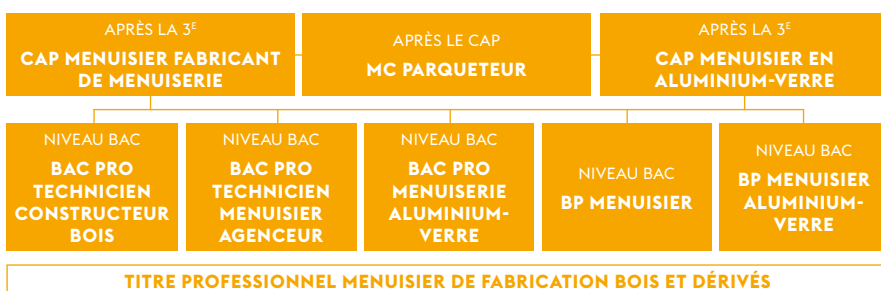 APRÈS LA 3E
CAP MENUISIER FABRICANT
DE MENUISERIE
APRÈS LE CAP
MC PARQUETEUR
APRÈS LA 3E
CAP MENUISIER EN
ALUMINIUM-VERRE
NIVEAU BAC
BAC PRO
TECHNICIEN
CONSTRUCTEUR
BOIS
NIVEAU BAC
BAC PRO
TECHNICIEN
MENUISIER
AGENCEUR
NIVEAU BAC
BAC PRO
MENUISERIE
ALUMINIUM-
VERRE
NIVEAU BAC
BP MENUISIER
NIVEAU BAC
BP MENUISIER
ALUMINIUM-
VERRE
TITRE PROFESSIONNEL MENUISIER DE FABRICATION BOIS ET DÉRIVÉS